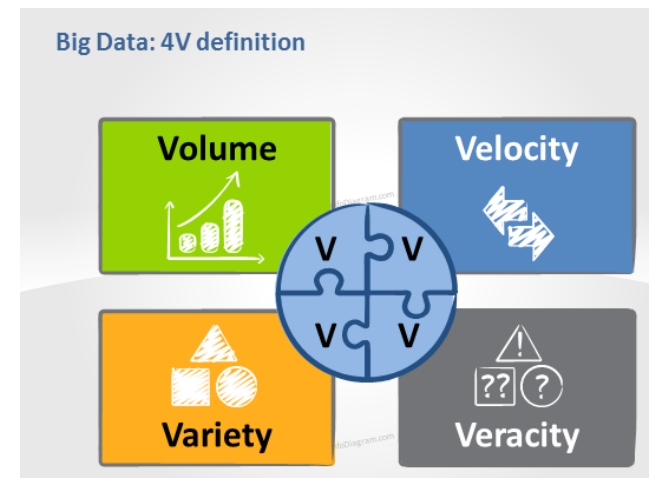 Big Data: 4V definition
Volume
Velocity
V
V
V
V
?? ?
Variety
Veracity